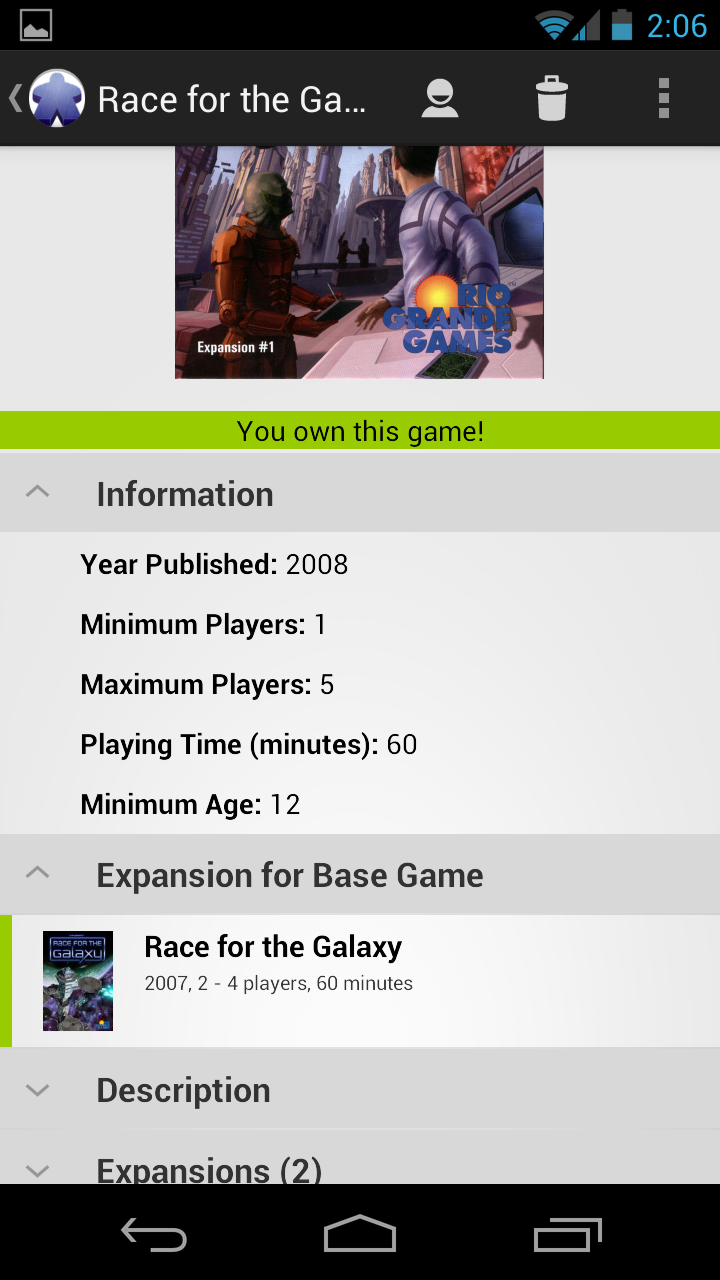 2:06
Race for the Ga...
RIO
GRANDE
GAMES
Expansion #1
You own this game!
Information
Year Published: 2008
Minimum Players: 1
Maximum Players: 5
Playing Time (minutes): 60
Minimum Age: 12
Expansion for Base Game
RACE FOR THE
Galaxy
Race for the Galaxy
2007, 2 - 4 players, 60 minutes
Description
Expansions (2)